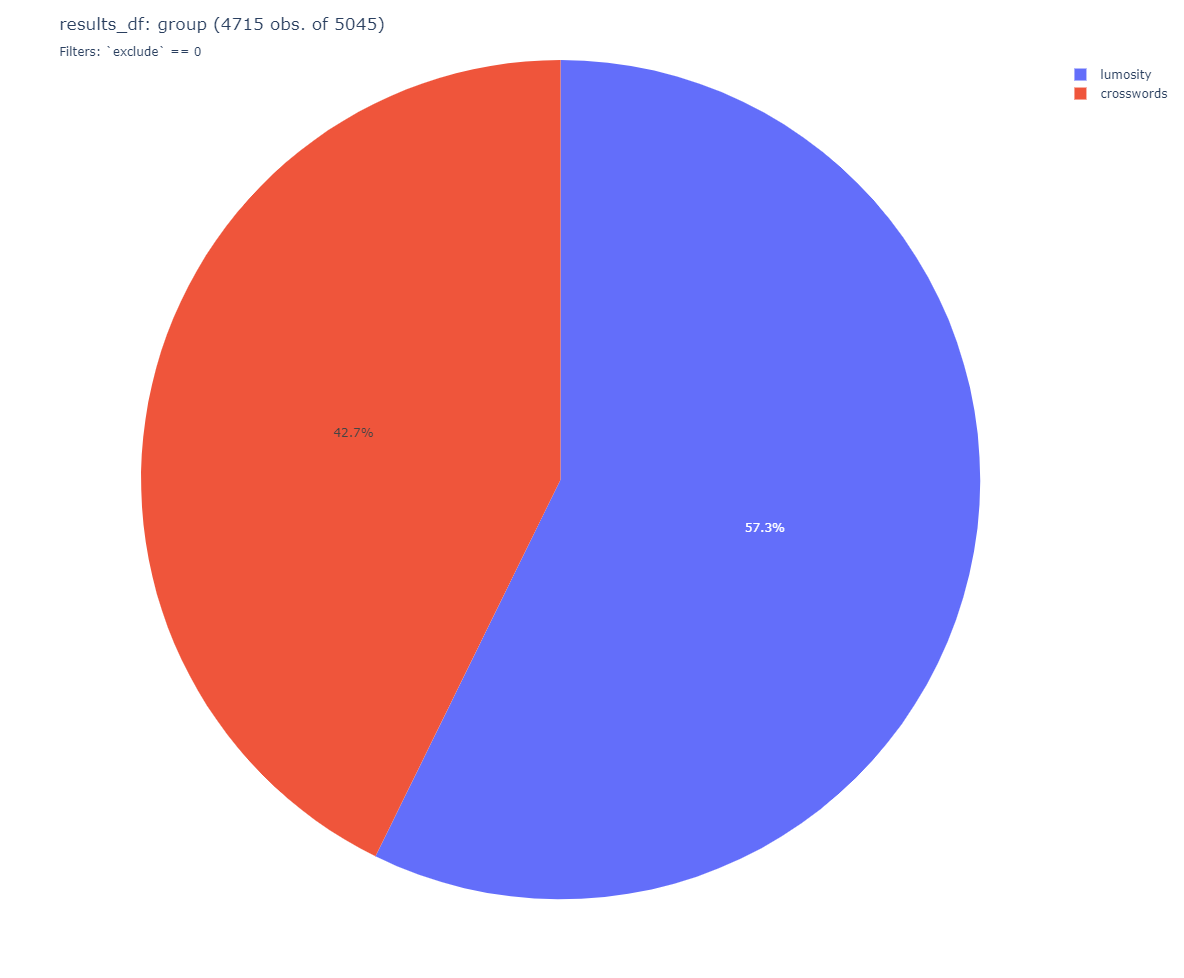 results_df: group (4715 obs. of 5045)
Filters: `exclude` == 0
lumosity
crosswords
42.7%
57.3%